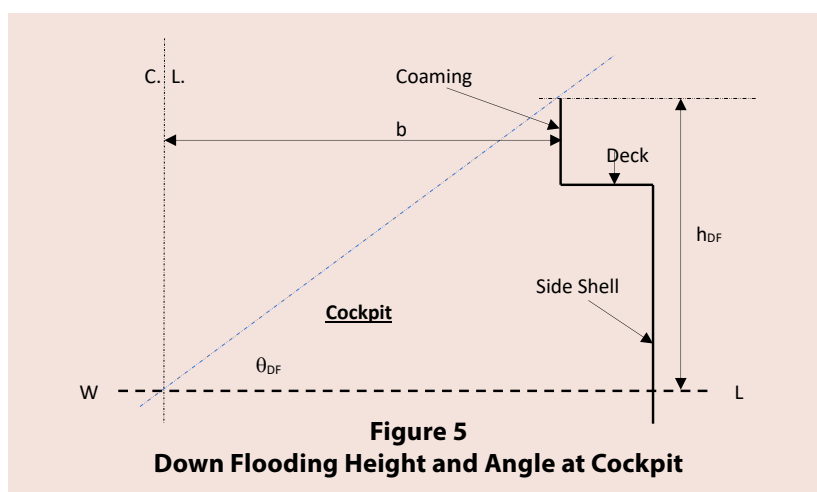 C. L.
Coaming
b
Deck
hDF
Side Shell
Cockpit
θDF
W
L
Figure 5
Down Flooding Height and Angle at Cockpit